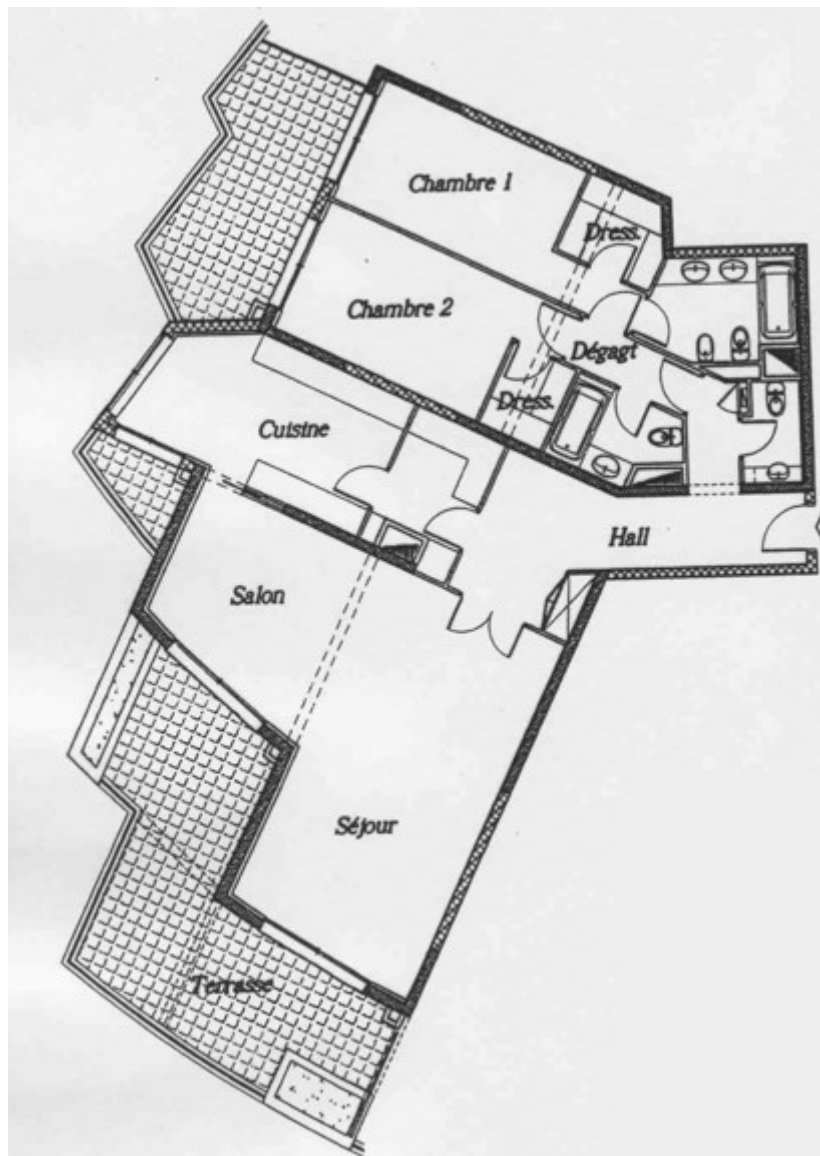 Chambre 1
Dress.
Chambre 2
Dégagt
Dress.
Cuisine
Hall
Salon
Séjour
Terrasse